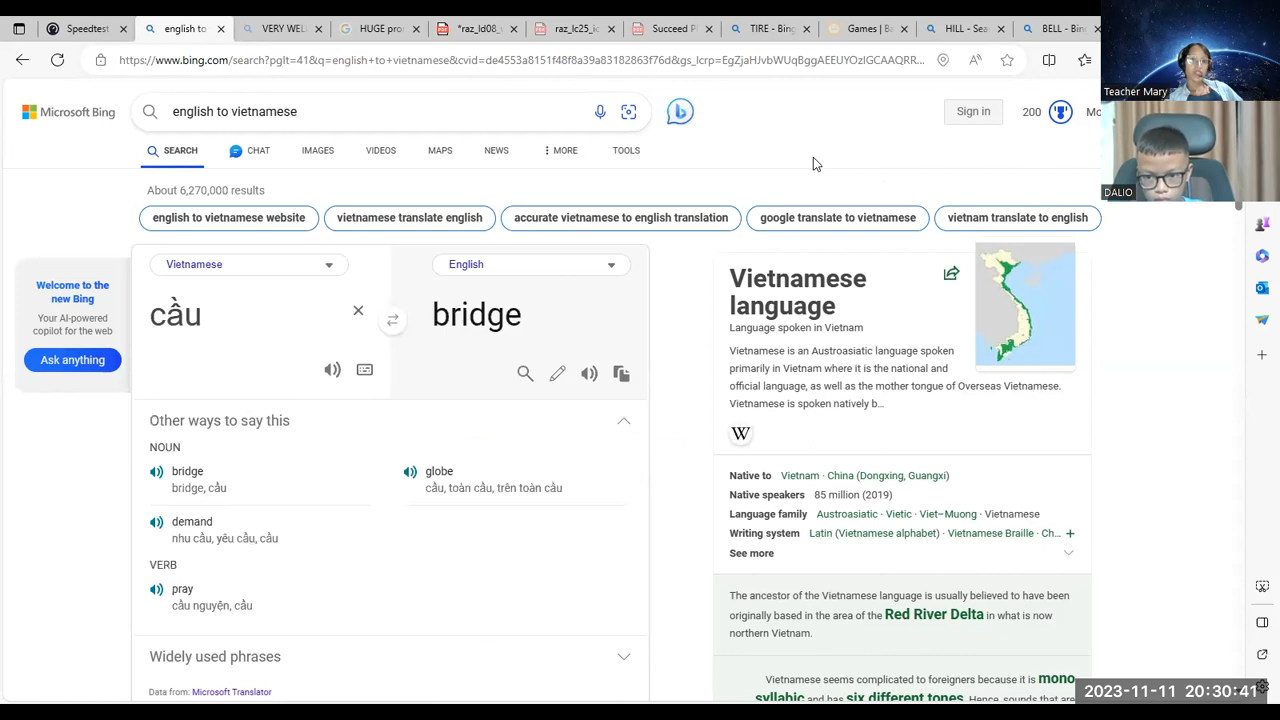 Speedtest
english to
VERY WEL
HUGE pro
*raz_ld08_
raz_lc25_ic
Succeed Pl
TIRE - Bing
Games | Ba
HILL - Sea
BELL - Bing
https://www.bing.com/search?pglt=41&q=english+to+vietnamese&cvid=de4553a8151f48f8a39a83182863f76d&gs_lcrp=EgZjaHJvbWUqBggAEEUYOzIGCAAQRR...
Teacher Mary
Microsoft Bing
english to vietnamese
Sign in
200
Mo
SEARCH
CHAT
IMAGES
VIDEOS
MAPS
NEWS
MORE
TOOLS
DALIO
About 6,270,000 results
english to vietnamese website
vietnamese translate english
accurate vietnamese to english translation
google translate to vietnamese
vietnam translate to english
Welcome to the
new Bing
Your AI-powered
copilot for the web
Ask anything
Vietnamese
English
cầu
bridge
Other ways to say this
NOUN
bridge
bridge, cầu
globe
cầu, toàn cầu, trên toàn cầu
demand
nhu cầu, yêu cầu, cầu
VERB
pray
cầu nguyện, cầu
Widely used phrases
Data from: Microsoft Translator
Vietnamese
language
Language spoken in Vietnam
Vietnamese is an Austroasiatic language spoken
primarily in Vietnam where it is the national and
official language, as well as the mother tongue of Overseas Vietnamese.
Vietnamese is spoken natively b...
W
Native to Vietnam · China (Dongxing, Guangxi)
Native speakers 85 million (2019)
Language family Austroasiatic · Vietic · Viet–Muong · Vietnamese
Writing system Latin (Vietnamese alphabet) · Vietnamese Braille · Ch...
See more
The ancestor of the Vietnamese language is usually believed to have been
originally based in the area of the Red River Delta in what is now
northern Vietnam.
Vietnamese seems complicated to foreigners because it is mono
syllabic and has six different tones. Hence, sounds that are
2023-11-11 20:30:41